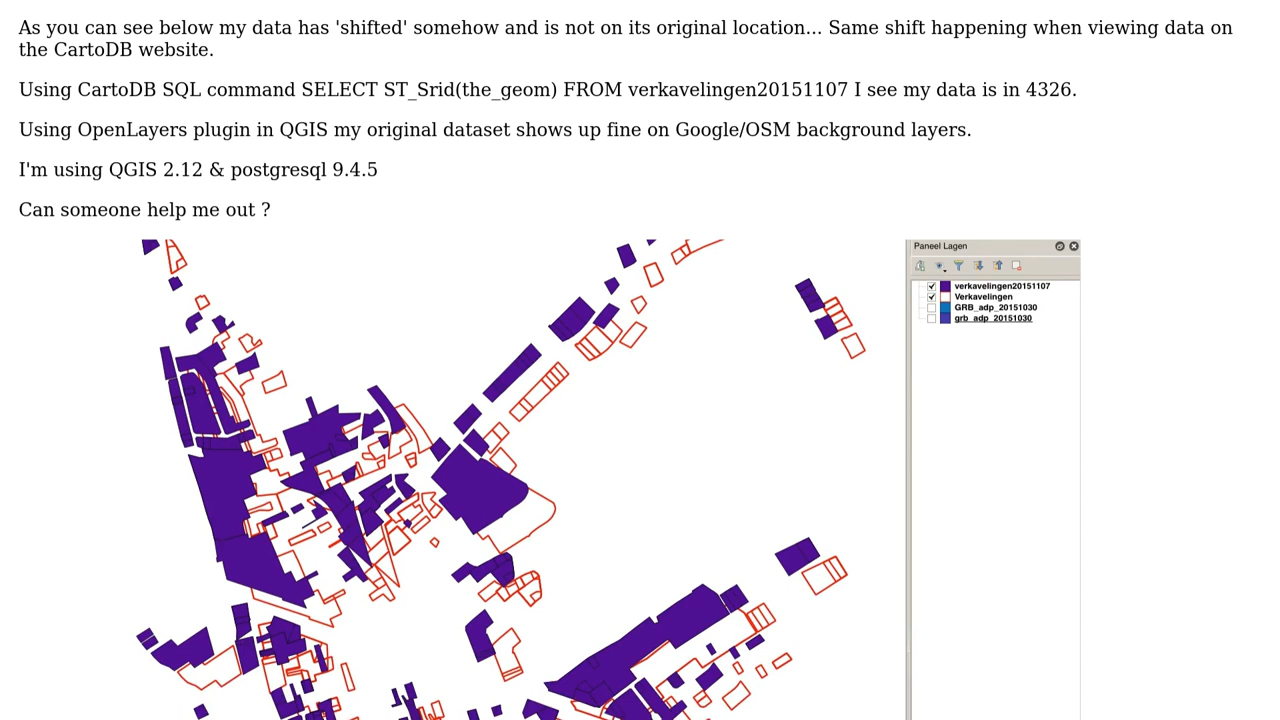 As you can see below my data has 'shifted' somehow and is not on its original location... Same shift happening when viewing data on
the CartoDB website.
Using CartoDB SQL command SELECT ST_Srid(the_geom) FROM verkavelingen20151107 I see my data is in 4326.
Using OpenLayers plugin in QGIS my original dataset shows up fine on Google/OSM background layers.
I'm using QGIS 2.12 & postgresql 9.4.5
Can someone help me out ?
Paneel Lagen
verkavelingen20151107
Verkavelingen
GRB_adp_20151030
grb_adp_20151030